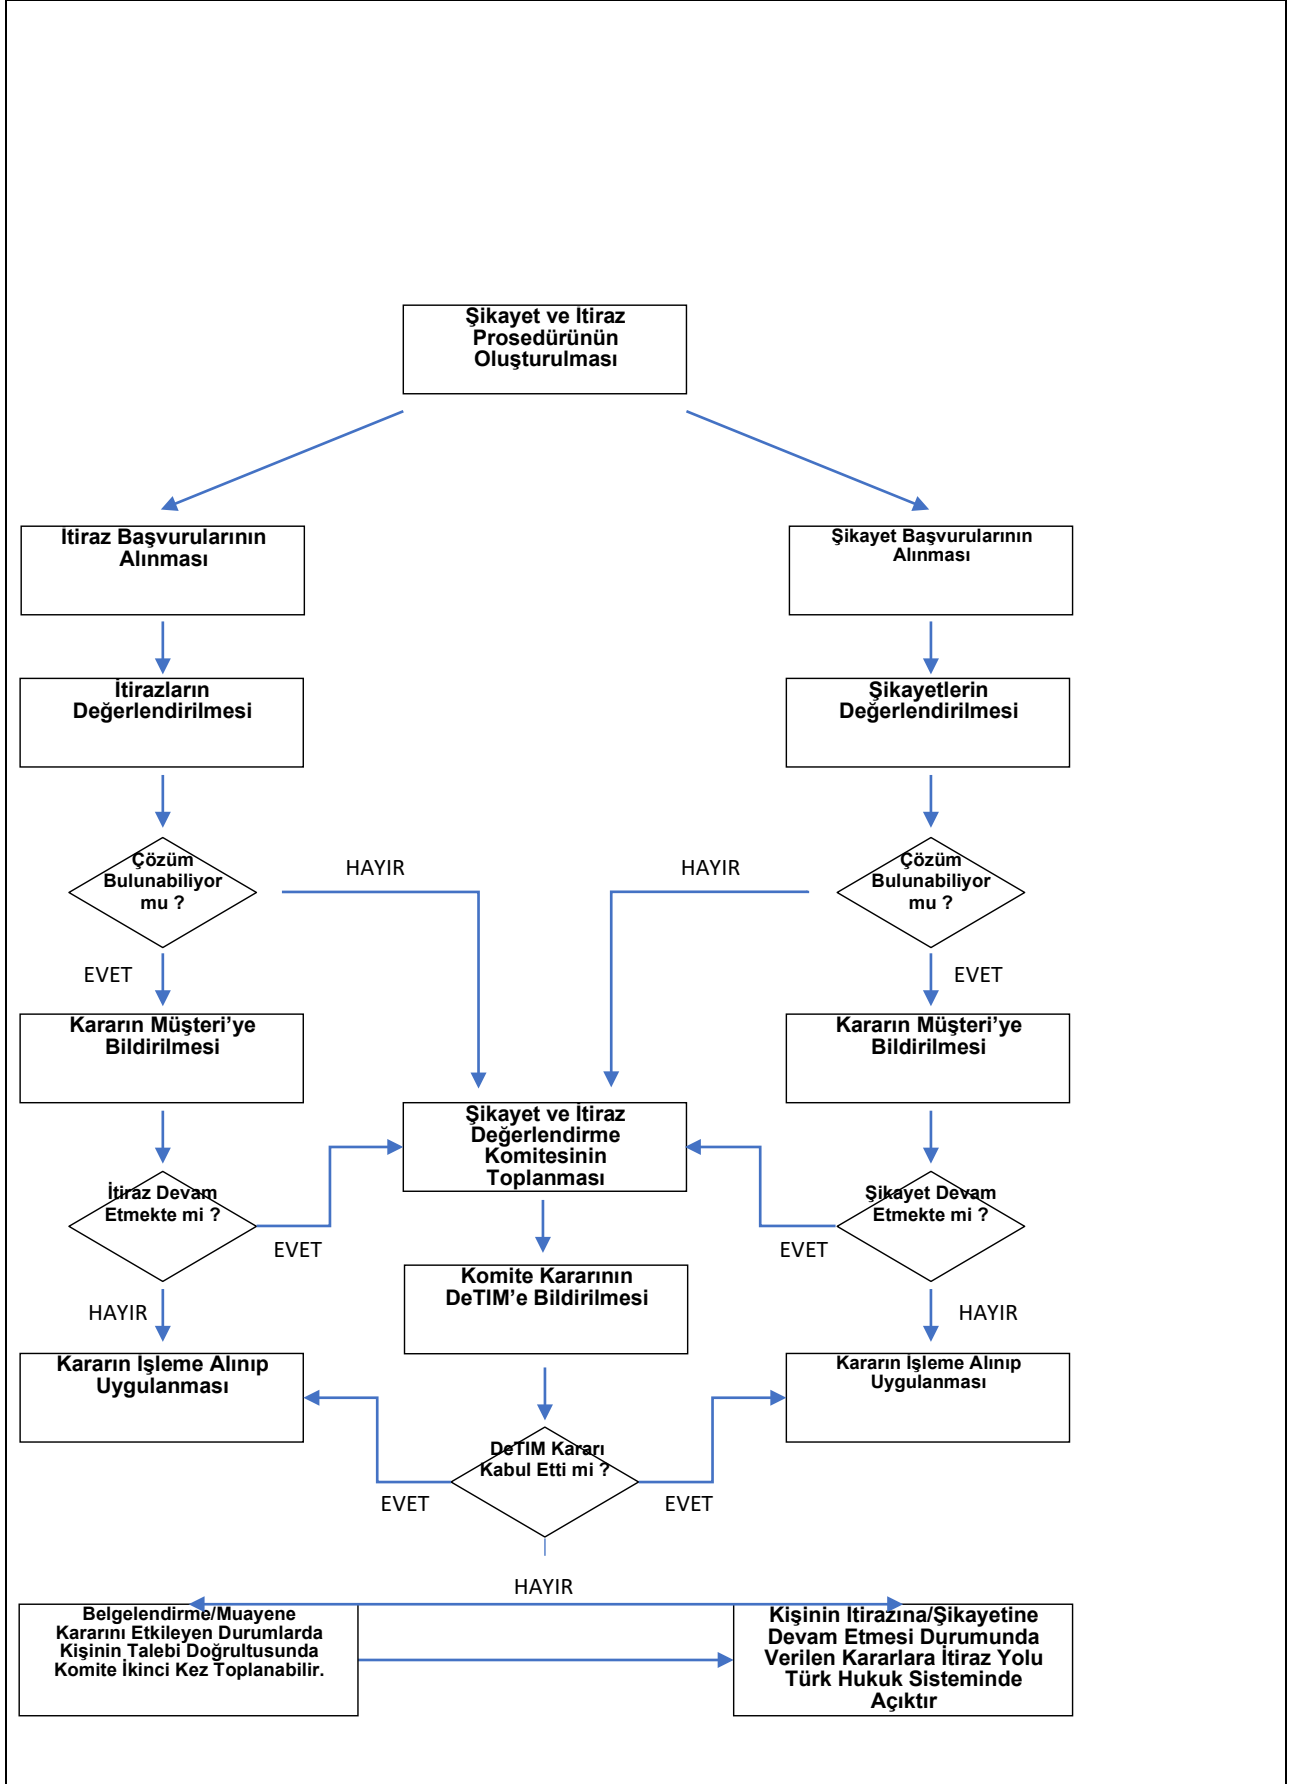 Şikayet ve İtiraz
Prosedürünün
Oluşturulması
İtiraz Başvurularının
Alınması
Şikayet Başvurularının
Alınması
İtirazların
Değerlendirilmesi
Şikayetlerin
Değerlendirilmesi
Çözüm
Bulunabiliyor
mu ?
HAYIR
HAYIR
Çözüm
Bulunabiliyor
mu ?
EVET
EVET
Kararın Müşteri’ye
Bildirilmesi
Kararın Müşteri’ye
Bildirilmesi
Şikayet ve İtiraz
Değerlendirme
Komitesinin
Toplanması
İtiraz Devam
Etmekte mi ?
Şikayet Devam
Etmekte mi ?
EVET
EVET
Komite Kararının
DeTIM’e Bildirilmesi
HAYIR
HAYIR
Kararın İşleme Alınıp
Uygulanması
Kararın İşleme Alınıp
Uygulanması
DeTIM Kararı
Kabul Etti mi ?
EVET
EVET
HAYIR
Belgelendirme/Muayene
Kararını Etkileyen Durumlarda
Kişinin Talebi Doğrultusunda
Komite İkinci Kez Toplanabilir.
Kişinin İtirazına/Şikayetine
Devam Etmesi Durumunda
Verilen Kararlara İtiraz Yolu
Türk Hukuk Sisteminde
Açıktır